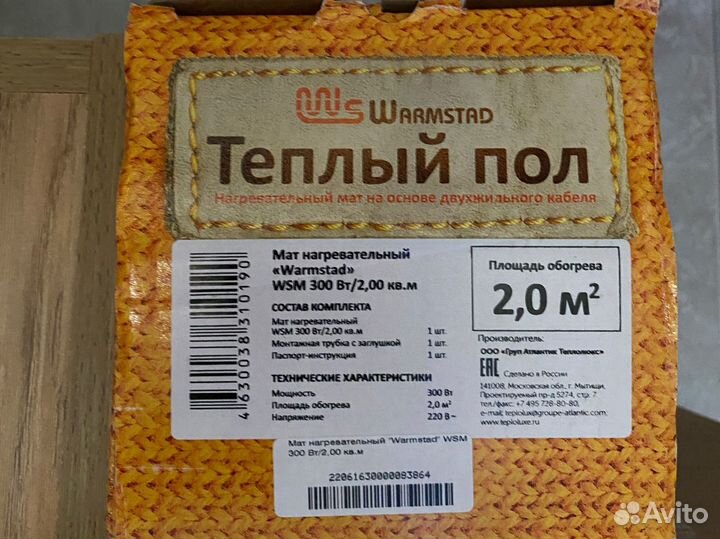 WS WARMSTAD
Теплый пол
Нагревательный мат на основе двухжильного кабеля
Мат нагревательный
«Warmstad»
WSM 300 Вт/2,00 кв.м
СОСТАВ КОМПЛЕКТА
Мат нагревательный
WSM 300 Вт/2,00 кв.м 1 шт.
Монтажная трубка с заглушкой 1 шт.
Паспорт-инструкция 1 шт.
ТЕХНИЧЕСКИЕ ХАРАКТЕРИСТИКИ
Мощность 300 Вт
Площадь обогрева 2,0 м²
Напряжение 220 В~
4630038310190
Площадь обогрева
2,0 м²
Производитель:
ООО «Груп Атлантик Теплолюкс»
EAC Сделано в России
141008, Московская обл., г. Мытищи,
Проектируемый пр-д 5274, стр. 7
тел./факс: +7 495 728-80-80,
e-mail: teplolux@groupe-atlantic.com
www.teploluxe.ru
Мат нагревательный "Warmstad" WSM
300 Вт/2,00 кв.м
22061630000083864
Avito